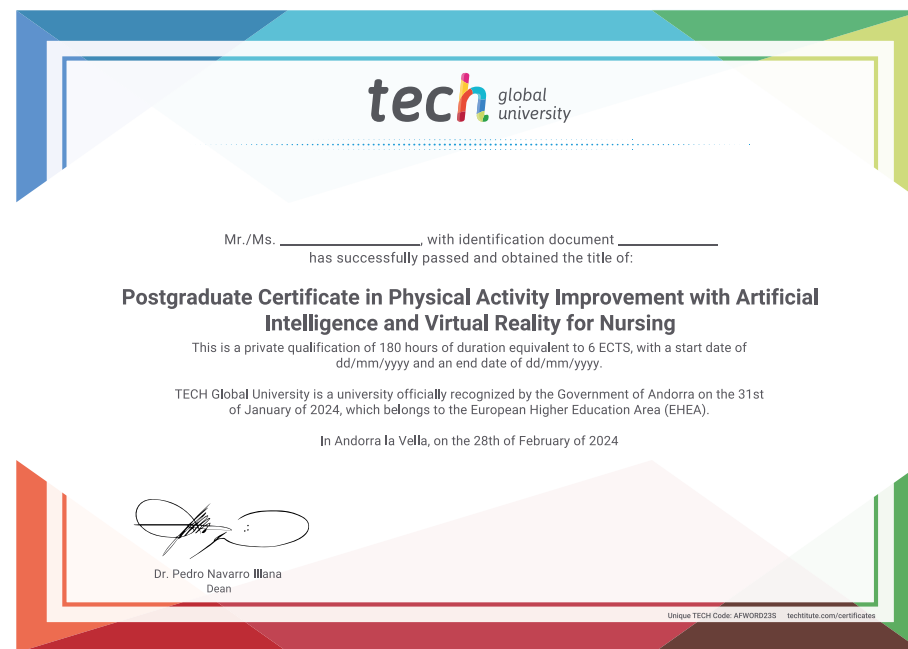 tech global university
Mr./Ms. ____________, with identification document ____________
has successfully passed and obtained the title of:
Postgraduate Certificate in Physical Activity Improvement with Artificial
Intelligence and Virtual Reality for Nursing
This is a private qualification of 180 hours of duration equivalent to 6 ECTS, with a start date of
dd/mm/yyyy and an end date of dd/mm/yyyy.
TECH Global University is a university officially recognized by the Government of Andorra on the 31st
of January of 2024, which belongs to the European Higher Education Area (EHEA).
In Andorra la Vella, on the 28th of February of 2024
Dr. Pedro Navarro Illana
Dean
Unique TECH Code: AFWORD23S techtitute.com/certificates